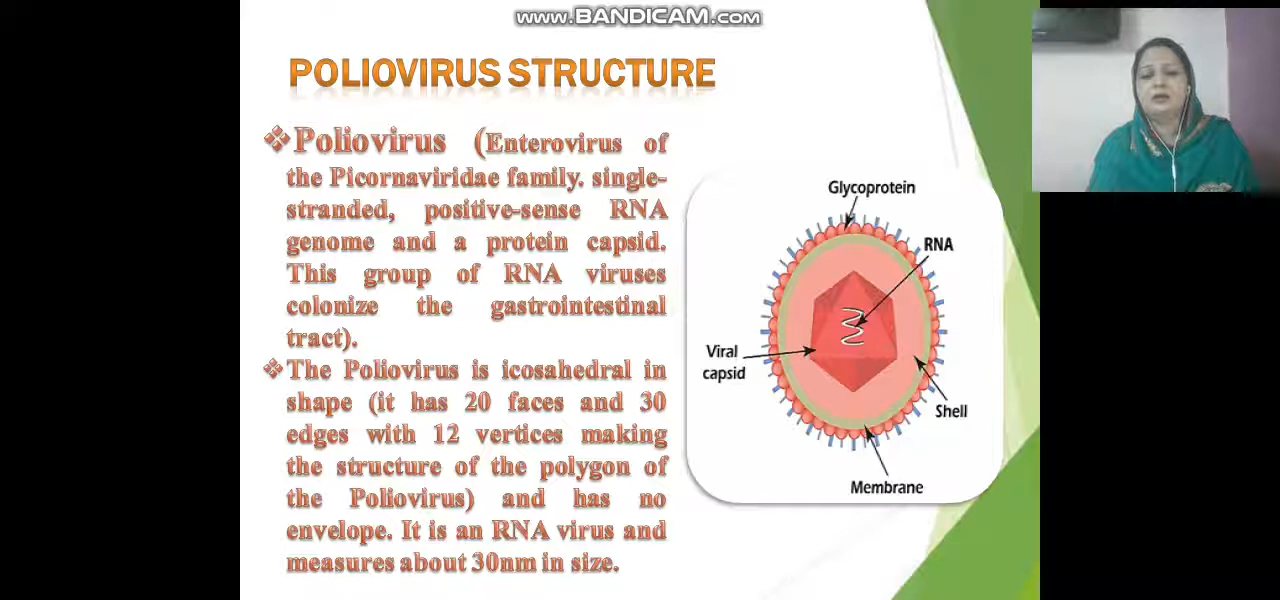 www.BANDICAM.com
POLIOVIRUS STRUCTURE
❖Poliovirus (Enterovirus of
the Picornaviridae family. single-
stranded, positive-sense RNA
genome and a protein capsid.
This group of RNA viruses
colonize the gastrointestinal
tract).
❖The Poliovirus is icosahedral in
shape (it has 20 faces and 30
edges with 12 vertices making
the structure of the polygon of
the Poliovirus) and has no
envelope. It is an RNA virus and
measures about 30nm in size.
Glycoprotein
RNA
Viral
capsid
Shell
Membrane